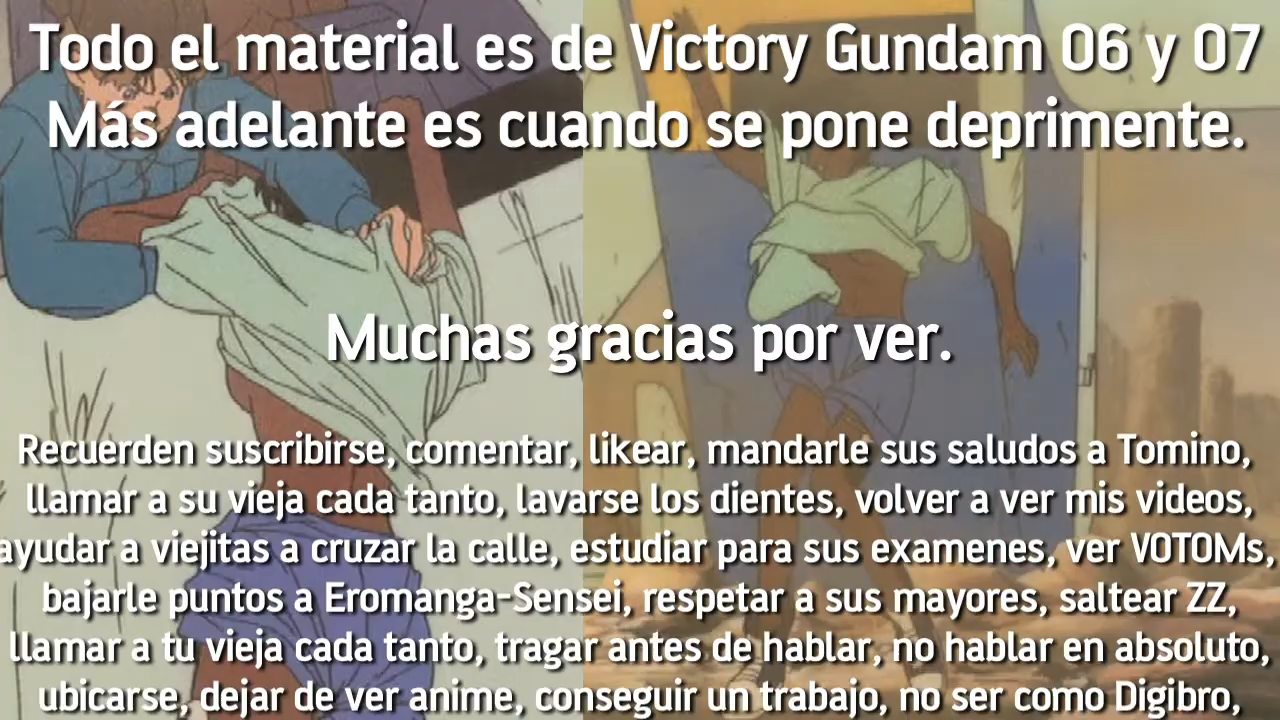 Todo el material es de Victory Gundam 06 y 07
Más adelante es cuando se pone deprimente.
Muchas gracias por ver.
Recuerden suscribirse, comentar, likear, mandarle sus saludos a Tomino,
llamar a su vieja cada tanto, lavarse los dientes, volver a ver mis videos,
ayudar a viejitas a cruzar la calle, estudiar para sus examenes, ver VOTOMs,
bajarle puntos a Eromanga-Sensei, respetar a sus mayores, saltear ZZ,
llamar a tu vieja cada tanto, tragar antes de hablar, no hablar en absoluto,
ubicarse, dejar de ver anime, conseguir un trabajo, no ser como Digibro,